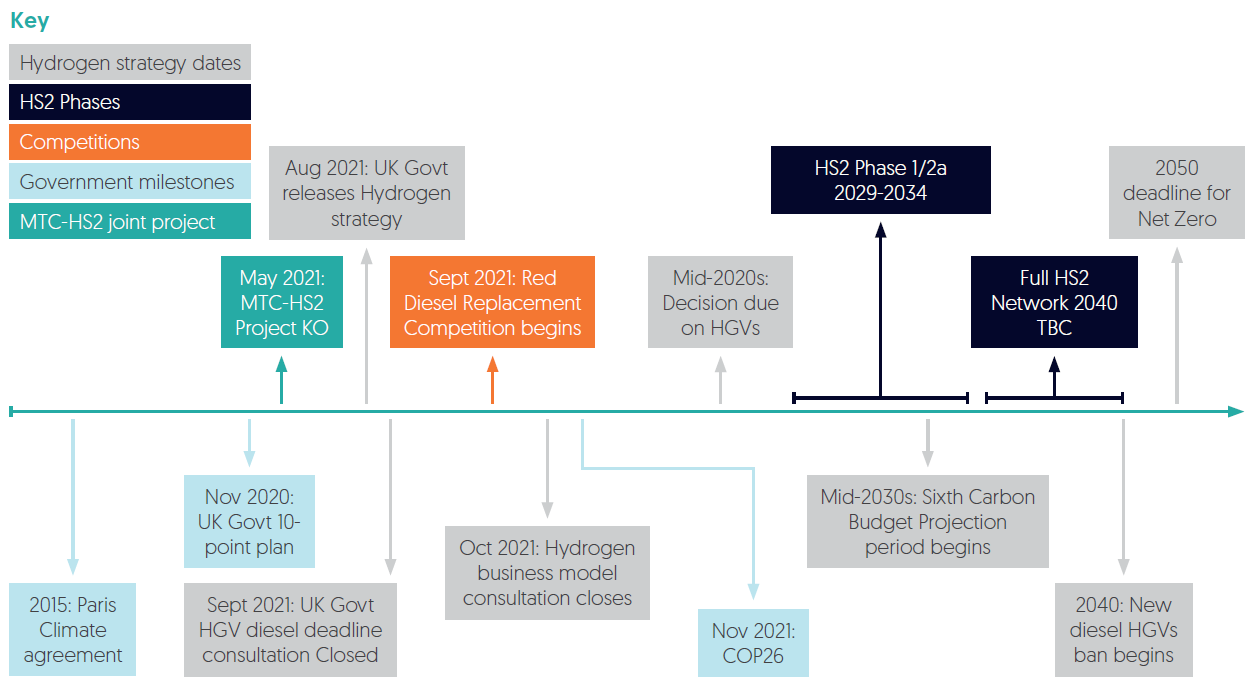 Key
Hydrogen strategy dates
HS2 Phases
Competitions
Government milestones
MTC-HS2 joint project
Aug 2021: UK Govt
releases Hydrogen
strategy
HS2 Phase 1/2a
2029-2034
2050
deadline for
Net Zero
May 2021:
MTC-HS2
Project KO
Sept 2021: Red
Diesel Replacement
Competition begins
Mid-2020s:
Decision due
on HGVs
Full HS2
Network 2040
TBC
Nov 2020:
UK Govt 10-
point plan
Mid-2030s: Sixth Carbon
Budget Projection
period begins
Oct 2021: Hydrogen
business model
consultation closes
2015: Paris
Climate
agreement
Sept 2021: UK Govt
HGV diesel deadline
consultation Closed
Nov 2021:
COP26
2040: New
diesel HGVs
ban begins